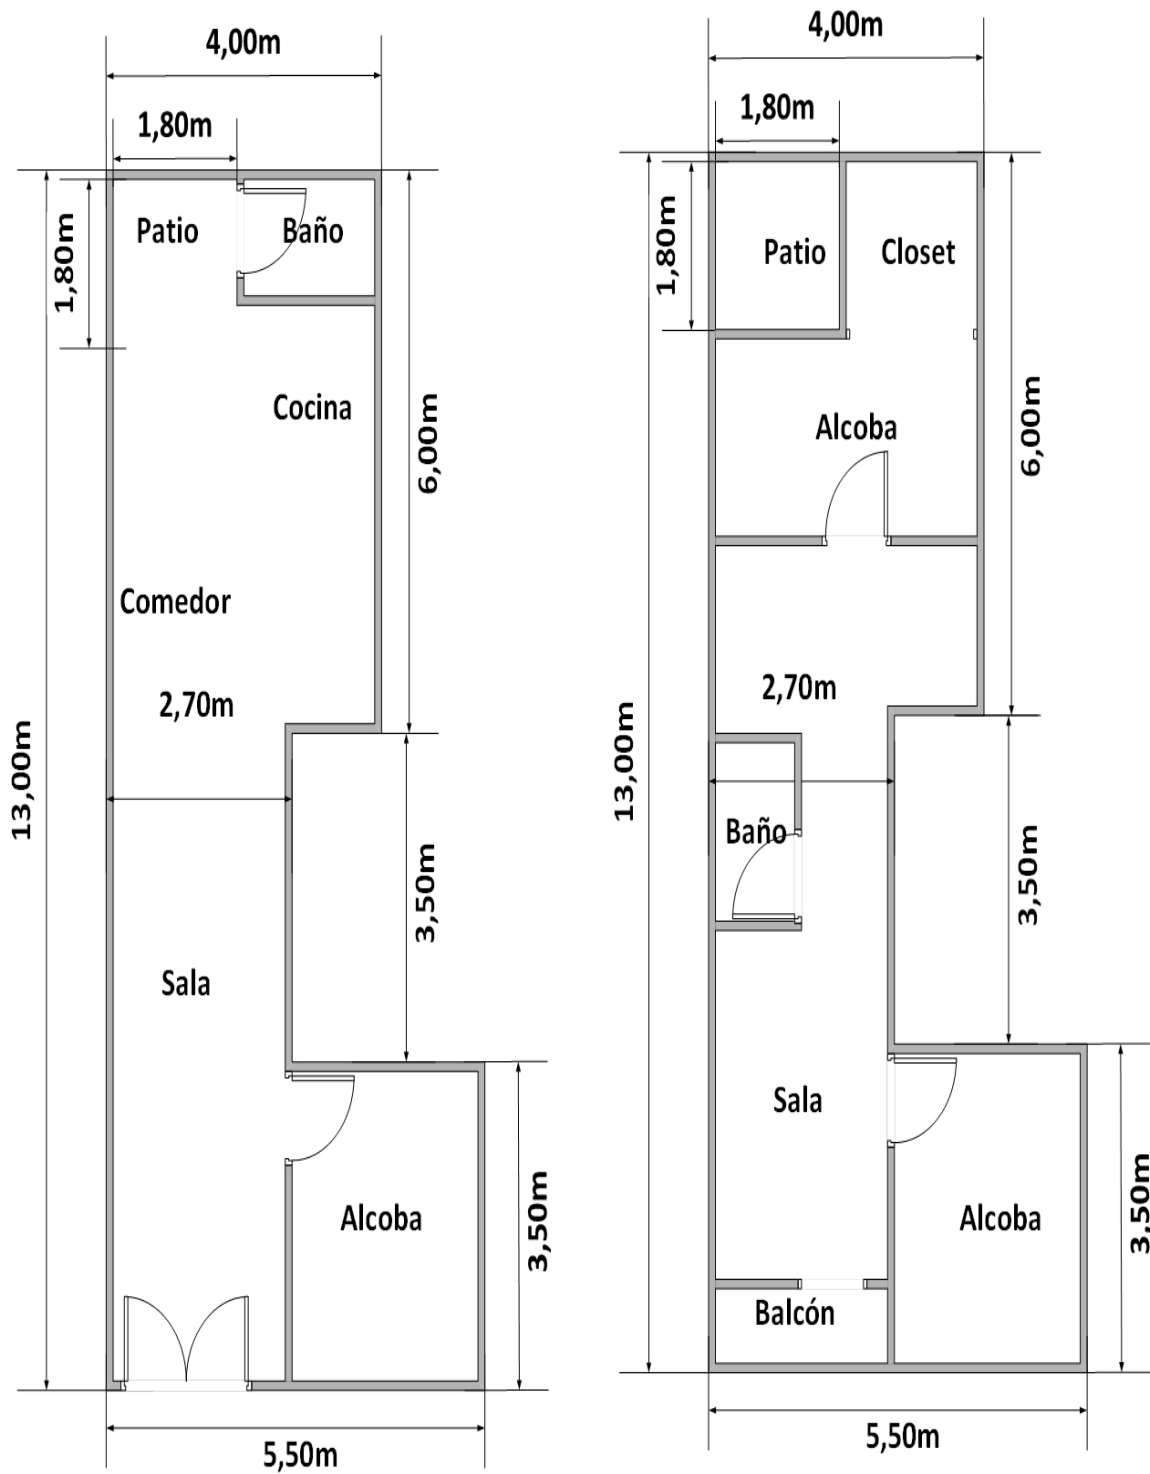 4,00m
1,80m
1,80m
Patio
Baño
Cocina
6,00m
Comedor
2,70m
13,00m
3,50m
Sala
Alcoba
3,50m
5,50m
4,00m
1,80m
1,80m
Patio
Closet
Alcoba
6,00m
2,70m
13,00m
Baño
3,50m
Sala
Alcoba
3,50m
Balcón
5,50m